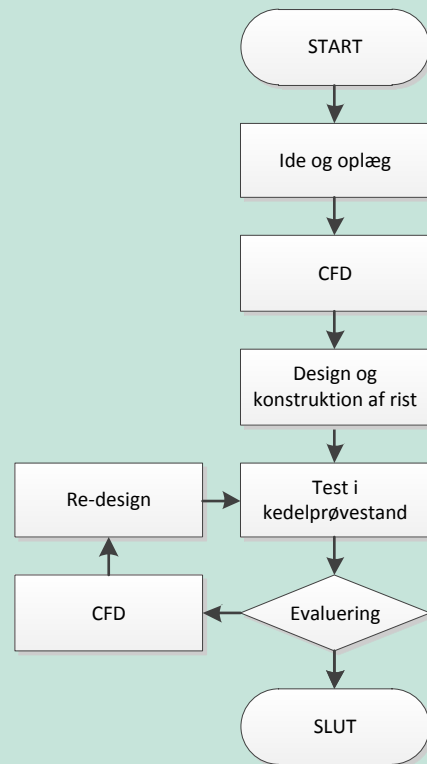 START
Ide og oplæg
CFD
Design og
konstruktion af rist
Test i
kedelprøvestand
Re-design
CFD
Evaluering
SLUT